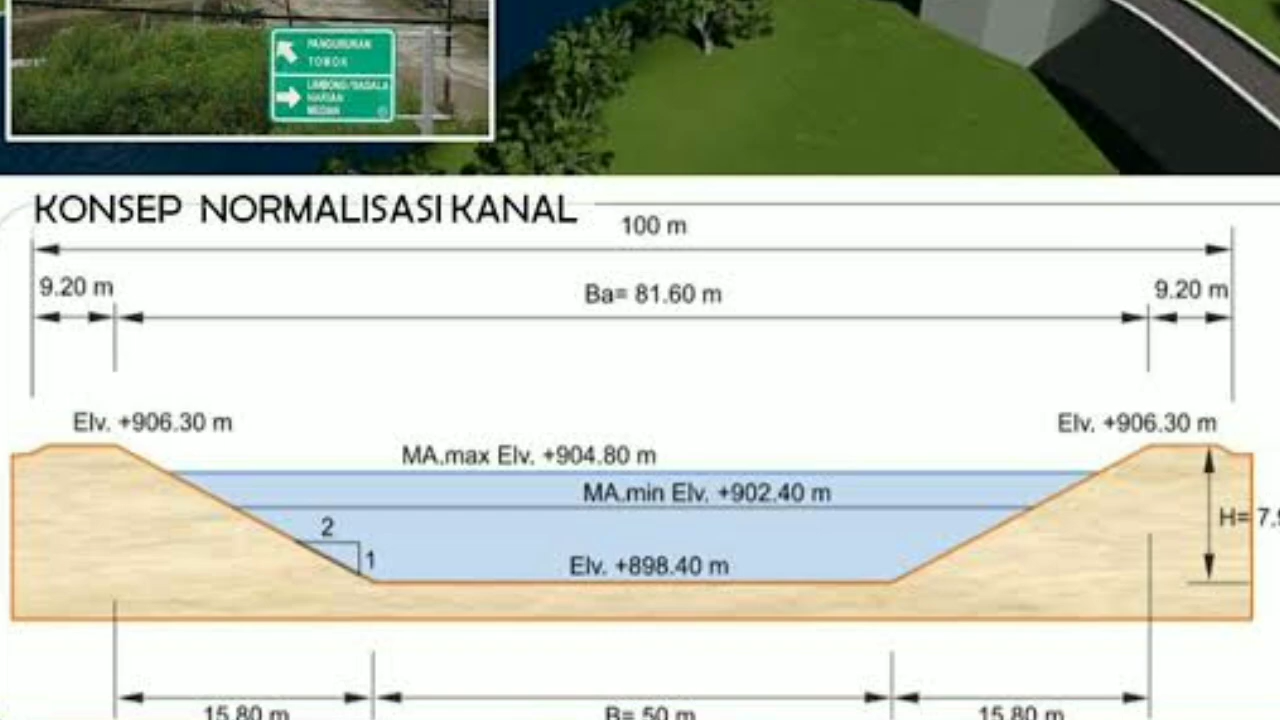 PANGURURAN
TOMOK
LIMBONG/SAGALA
HARIAN
MEDAN
KONSEP NORMALISASI KANAL
100 m
9.20 m
Ba= 81.60 m
9.20 m
Elv. +906.30 m
Elv. +906.30 m
MA.max Elv. +904.80 m
MA.min Elv. +902.40 m
2
1
H= 7.9
Elv. +898.40 m
15.80 m
B= 50 m
15.80 m